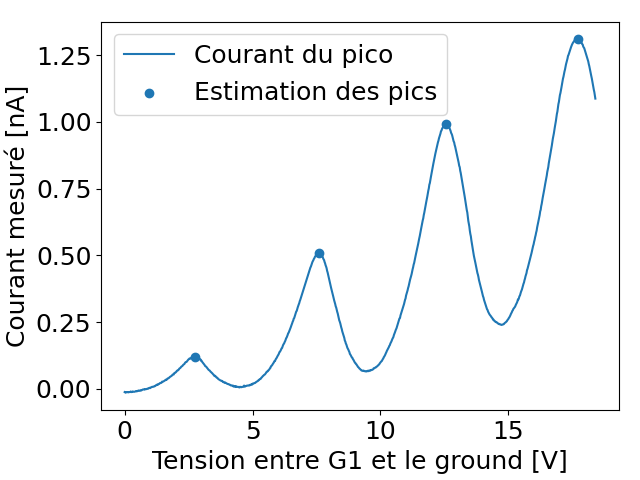 Courant du pico
Estimation des pics
1.25
1.00
0.75
0.50
0.25
0.00
Courant mesuré [nA]
0 5 10 15
Tension entre G1 et le ground [V]